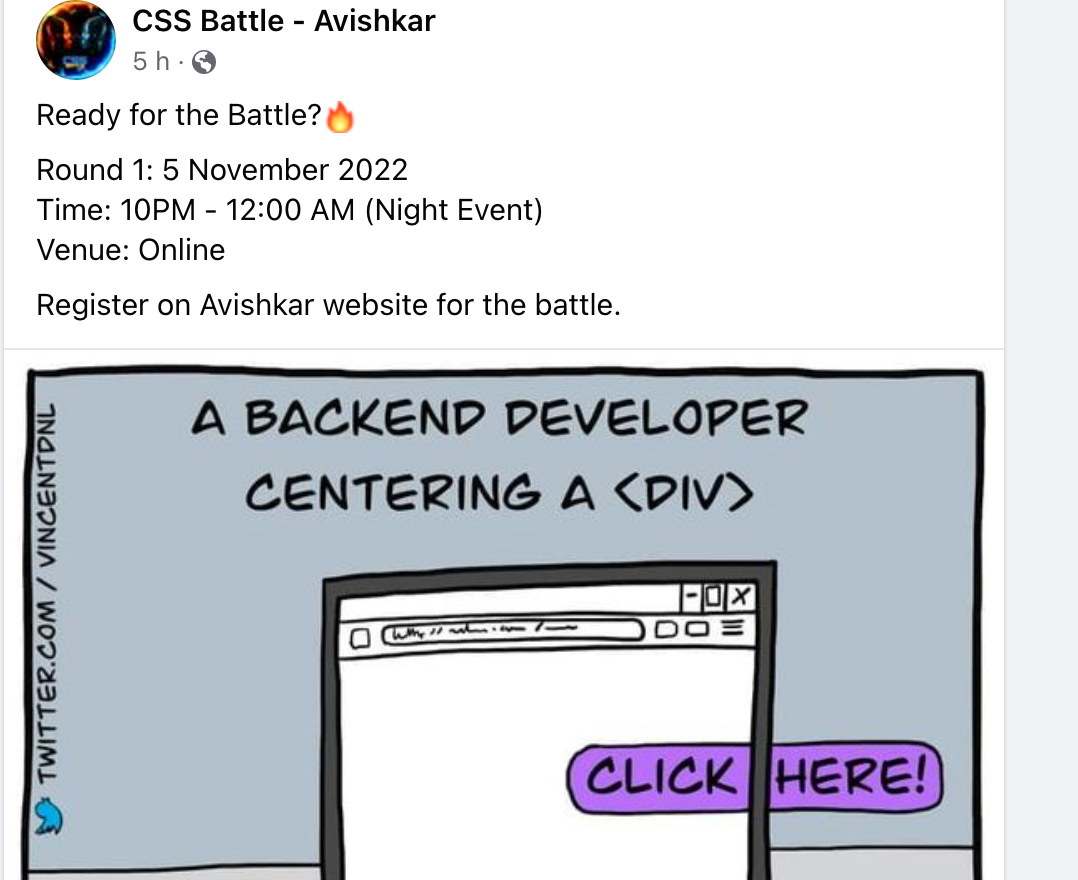 CSS Battle - Avishkar
5 h ·
Ready for the Battle?🔥
Round 1: 5 November 2022
Time: 10PM - 12:00 AM (Night Event)
Venue: Online
Register on Avishkar website for the battle.
A BACKEND DEVELOPER
CENTERING A <DIV>
TWITTER.COM / VINCENTDNL
CLICK HERE!